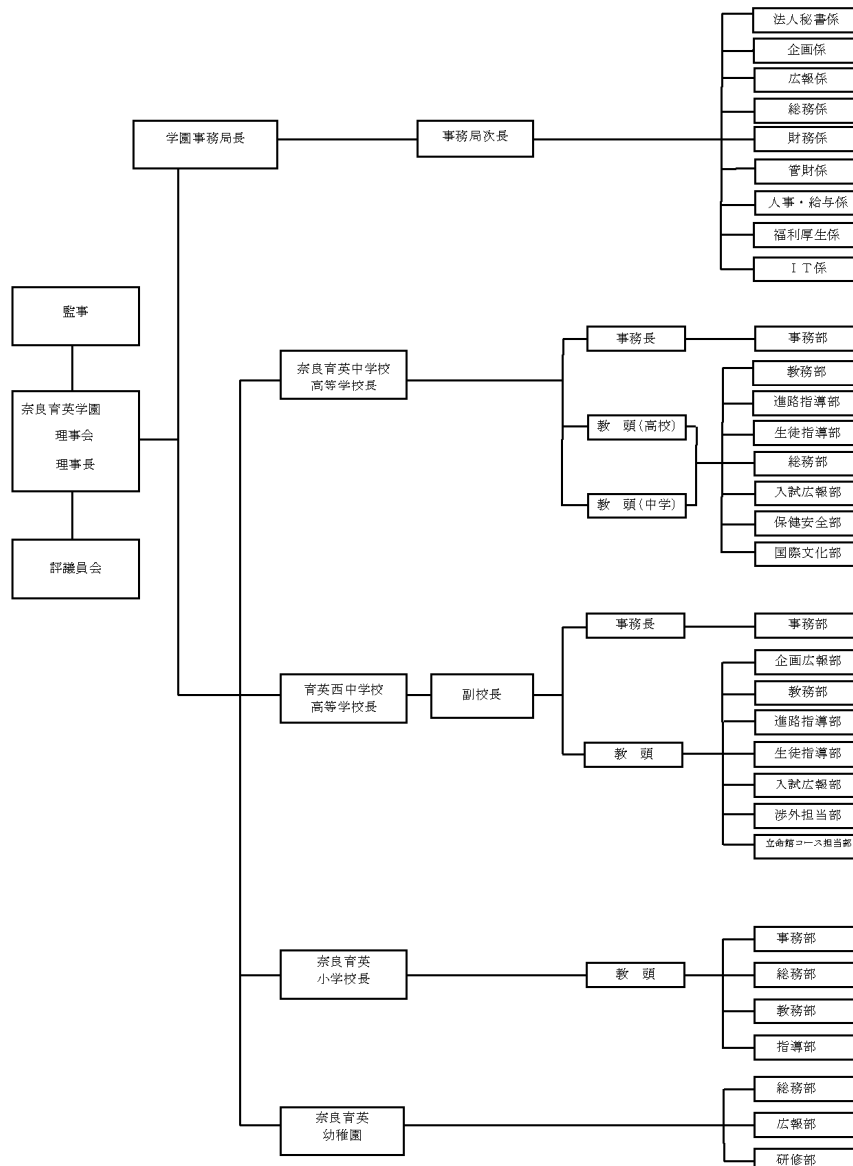 法人秘書係
企画係
広報係
総務係
学園事務局長
事務局次長
財務係
管財係
人事・給与係
福利厚生係
ＩＴ係
監事
奈良育英学園
理事会
理事長
評議員会
奈良育英中学校
高等学校長
事務長
事務部
教　頭(高校)
教　頭(中学)
教務部
進路指導部
生徒指導部
総務部
入試広報部
保健安全部
国際文化部
育英西中学校
高等学校長
副校長
事務長
事務部
教　頭
企画広報部
教務部
進路指導部
生徒指導部
入試広報部
渉外担当部
立命館コース担当部
奈良育英
小学校長
教　頭
事務部
総務部
教務部
指導部
奈良育英
幼稚園
総務部
広報部
研修部